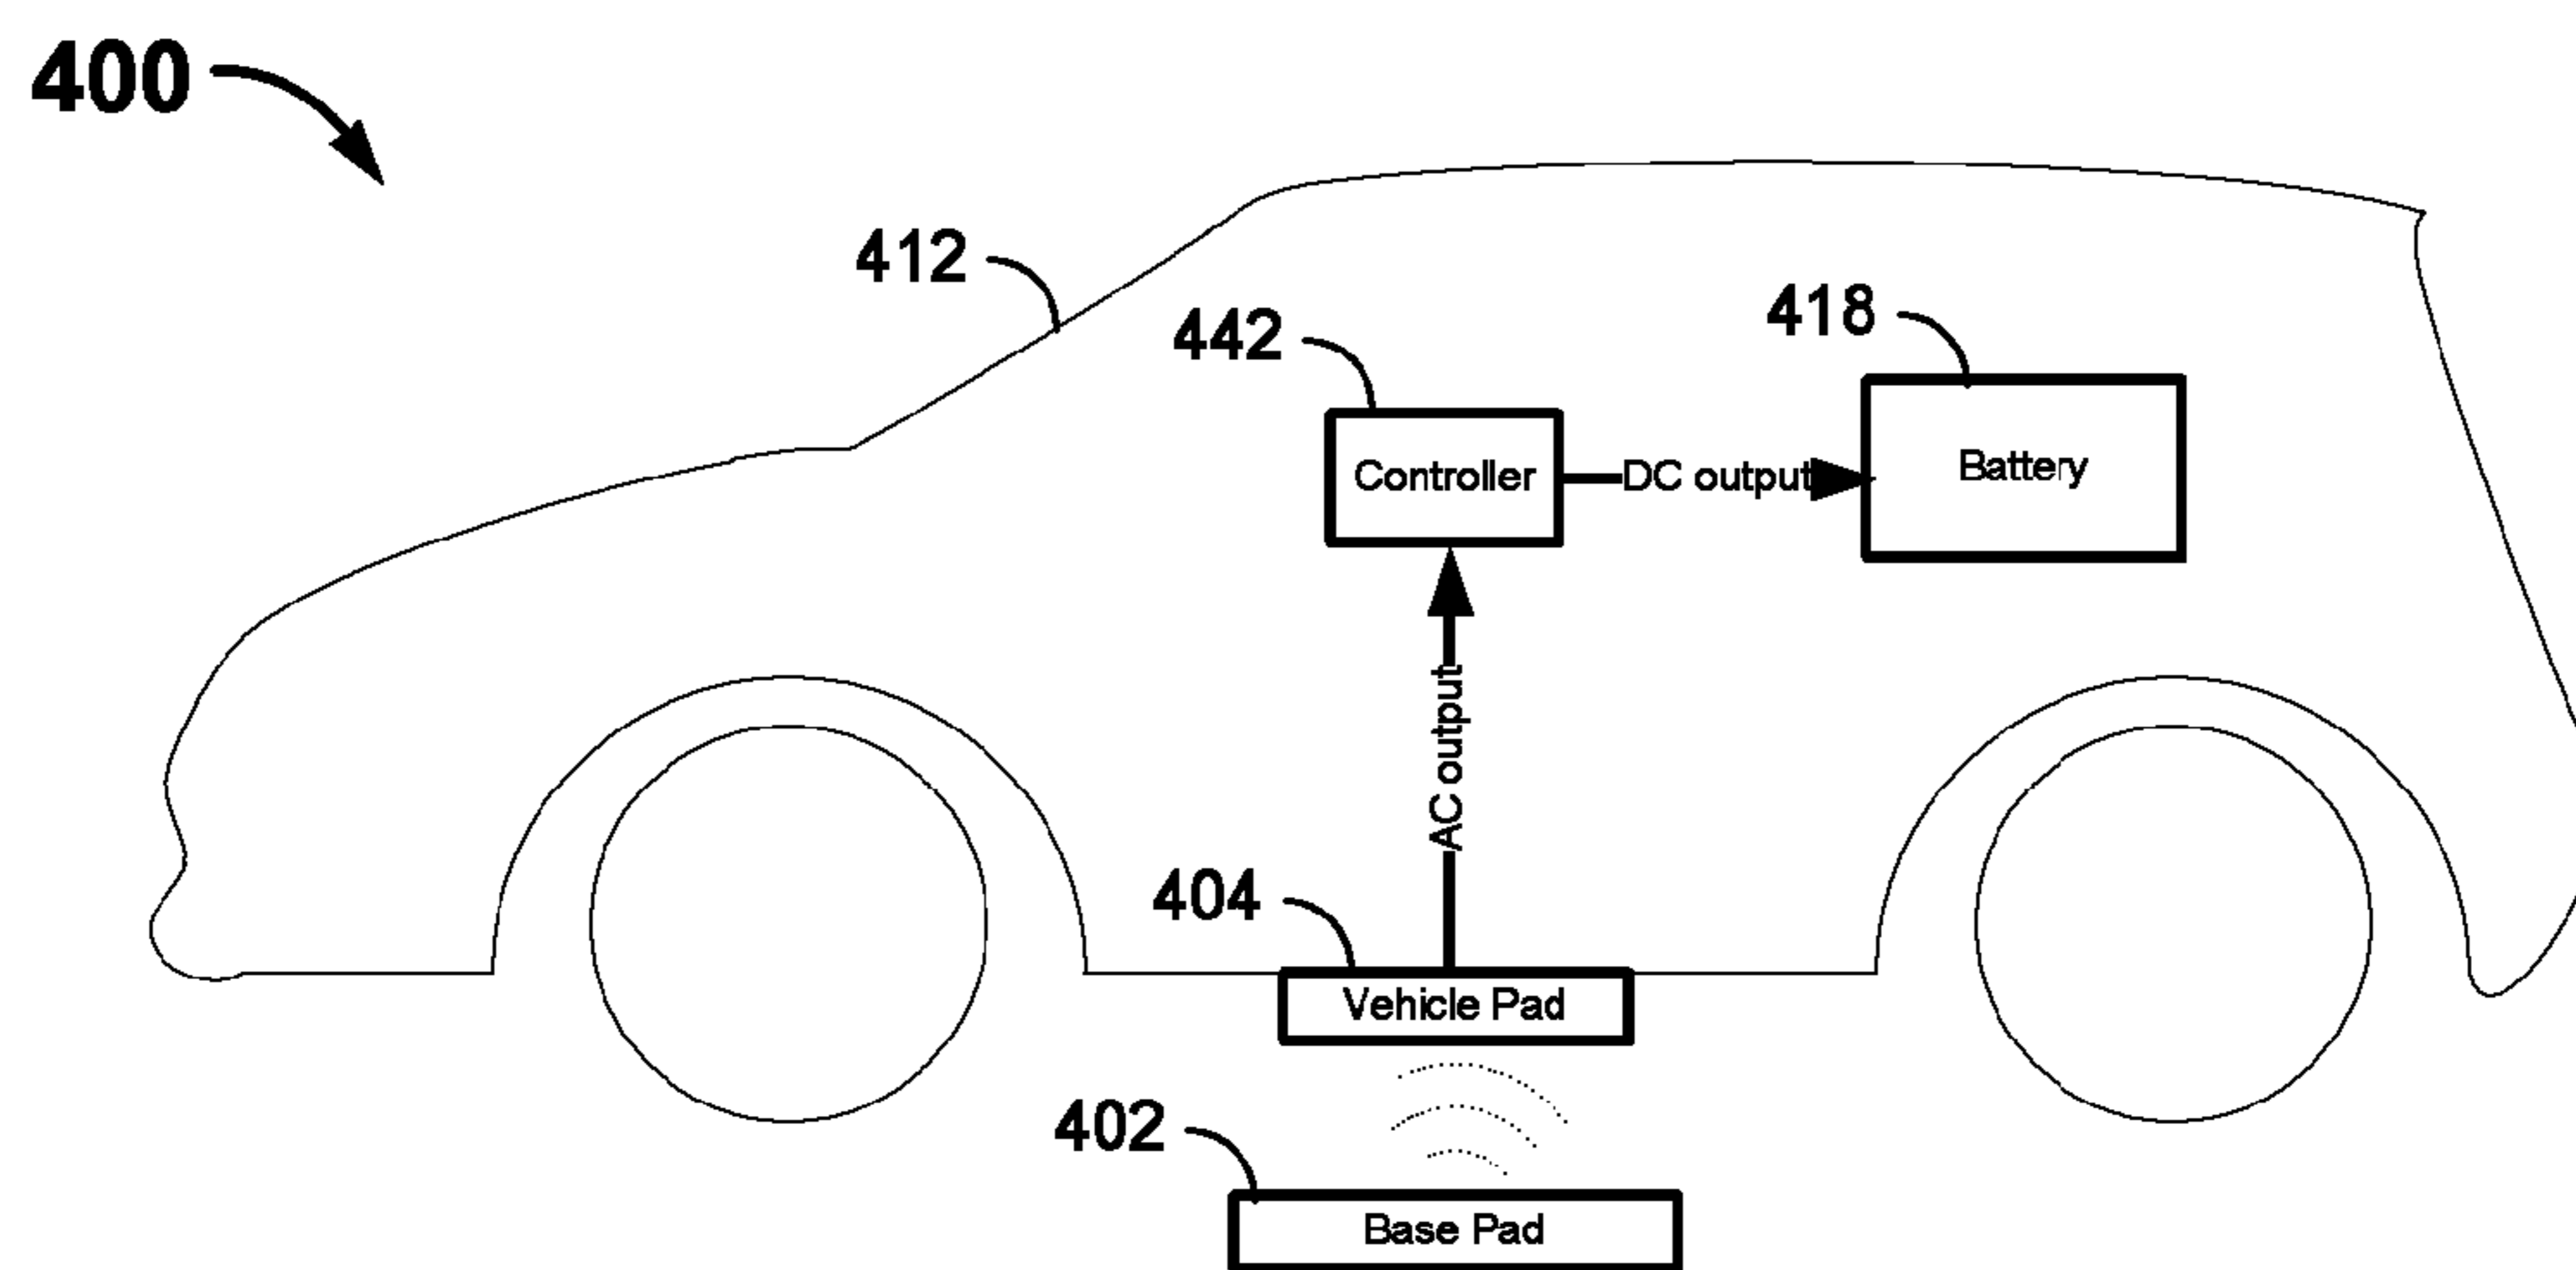 400
412
442
418
Controller
DC output
Battery
AC output
404
Vehicle Pad
402
Base Pad